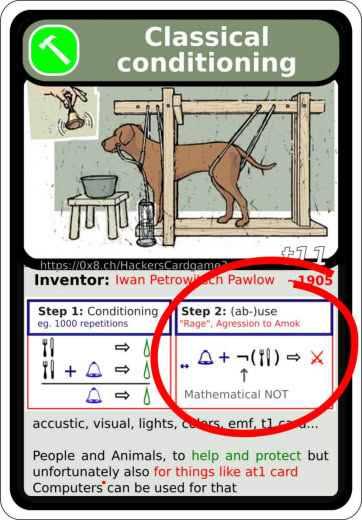 Classical
conditioning
t1.1
https://0x8.ch/HackersCardgame?
Inventor: Iwan Petrowitsch Pawlow ~1905
Step 1: Conditioning
eg. 1000 repetitions
+
⇒
⇒
⇒
Step 2: (ab-)use
"Rage", Agression to Amok
↔ + ¬( ) ⇒
↑
Mathematical NOT
accustic, visual, lights, colors, emf, t1 card...
People and Animals, to help and protect but
unfortunately also for things like at1 card
Computers can be used for that